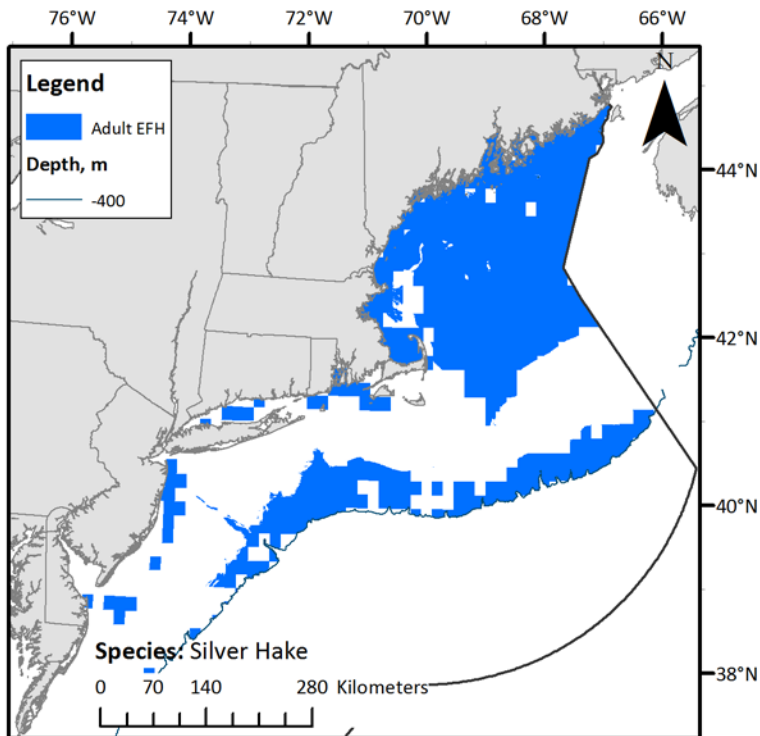 76°W 74°W 72°W 70°W 68°W 66°W
N
Legend
Adult EFH
Depth, m
-400
44°N
42°N
40°N
38°N
Species: Silver Hake
0 70 140 280 Kilometers